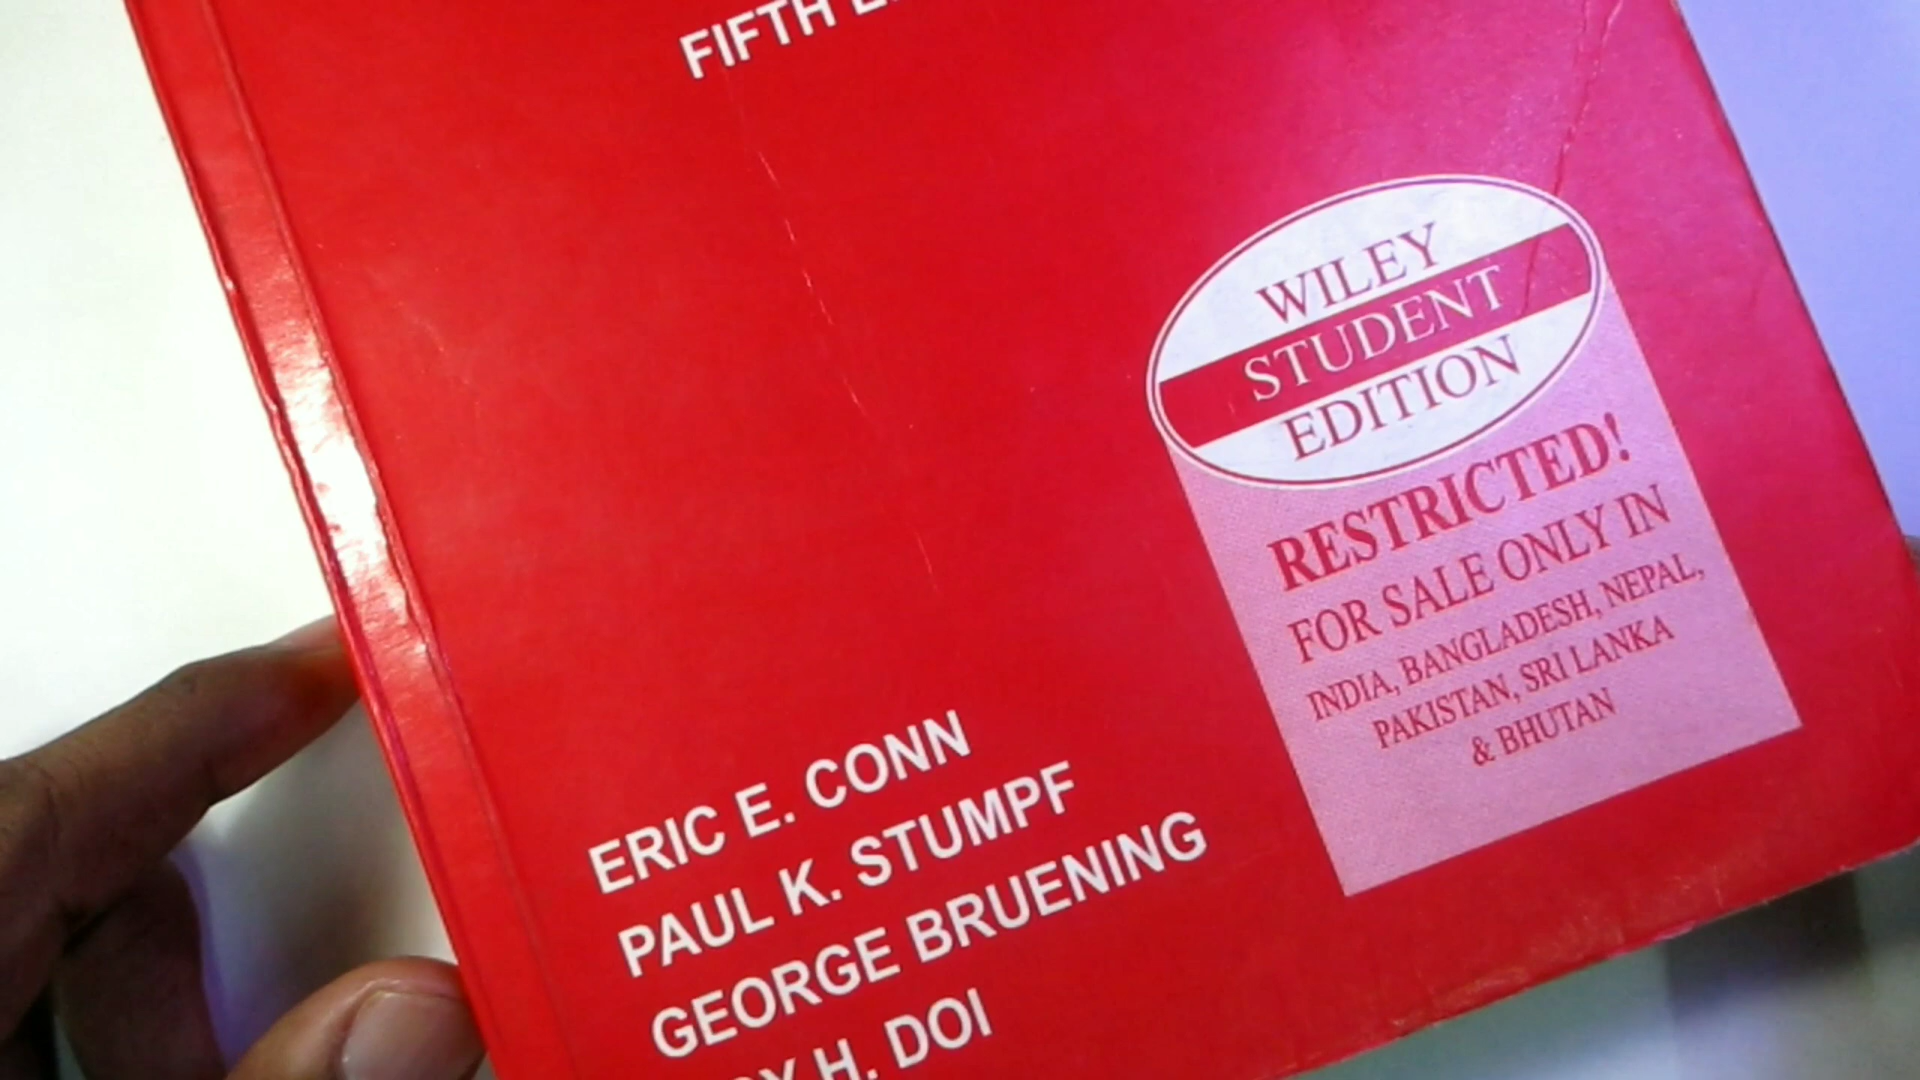 FIFTH
WILEY
STUDENT
EDITION
RESTRICTED!
FOR SALE ONLY IN
INDIA, BANGLADESH, NEPAL,
PAKISTAN, SRI LANKA
& BHUTAN
ERIC E. CONN
PAUL K. STUMPF
GEORGE BRUENING
H. DOI